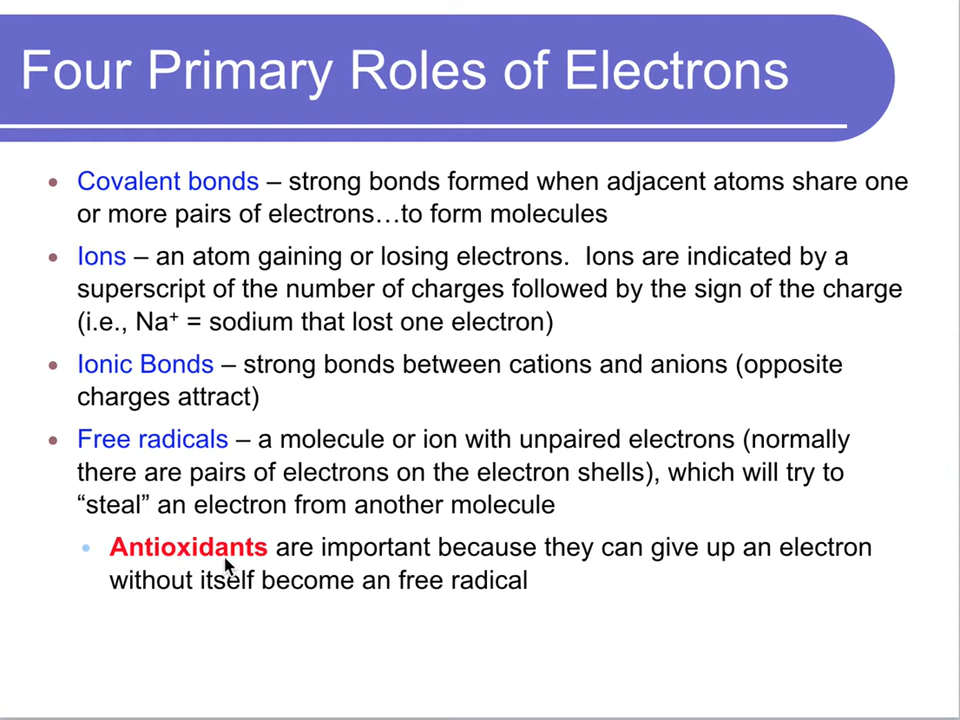 Four Primary Roles of Electrons
• Covalent bonds – strong bonds formed when adjacent atoms share one
or more pairs of electrons…to form molecules
• Ions – an atom gaining or losing electrons.  Ions are indicated by a
superscript of the number of charges followed by the sign of the charge
(i.e., Na⁺ = sodium that lost one electron)
• Ionic Bonds – strong bonds between cations and anions (opposite
charges attract)
• Free radicals – a molecule or ion with unpaired electrons (normally
there are pairs of electrons on the electron shells), which will try to
“steal” an electron from another molecule
• Antioxidants are important because they can give up an electron
without itself become an free radical